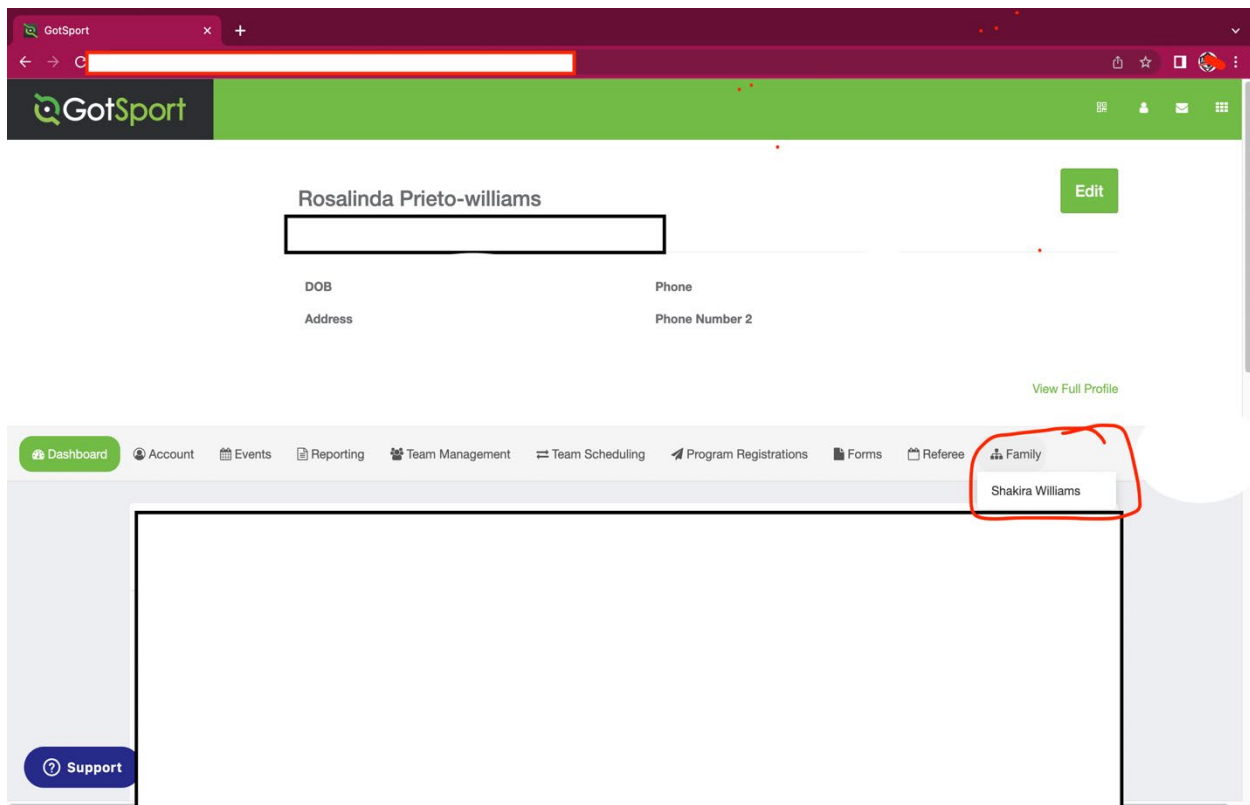 GotSport
GotSport
Rosalinda Prieto-williams
Edit
DOB
Phone
Address
Phone Number 2
View Full Profile
Dashboard Account Events Reporting Team Management Team Scheduling Program Registrations Forms Referee Family
Shakira Williams
Support